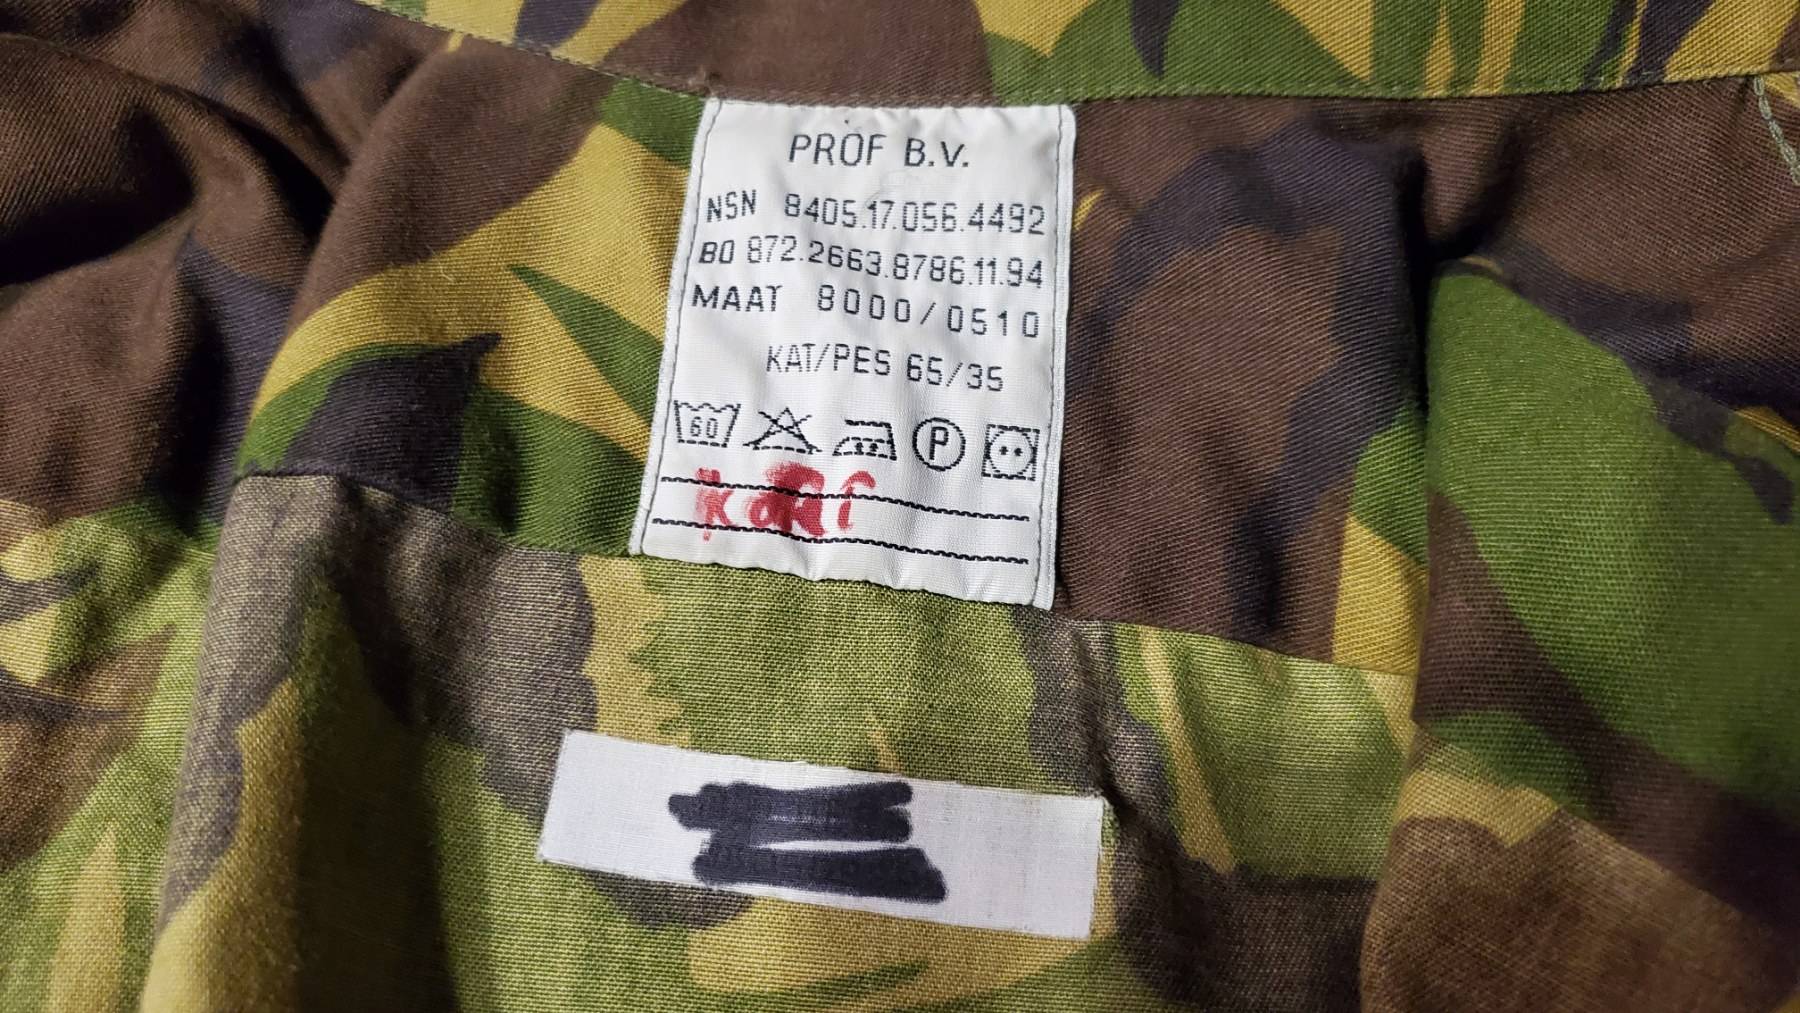 PROF B.V.
NSN 8405.17.056.4492
BO 872.2663.8786.11.94
MAAT 8000/0510
KAT/PES 65/35
60 P